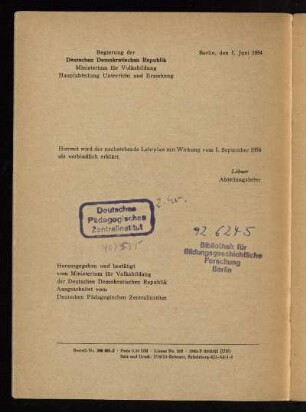 Regierung der
Deutschen Demokratischen Republik
Ministerium für Volksbildung
Hauptabteilung Unterricht und Erziehung
Berlin, den 1. Juni 1954
Hiermit wird der nachstehende Lehrplan mit Wirkung vom 1. September 1954
als verbindlich erklärt.
Abteilungsleiter
Deutsches
Pädagogisches
Zentralinstitut
92.6245
Bibliothek für
Bildungsgeschichtliche
Forschung
Berlin
Herausgegeben und bestätigt
vom Ministerium für Volksbildung
der Deutschen Demokratischen Republik
Ausgearbeitet vom
Deutschen Pädagogischen Zentralinstitut